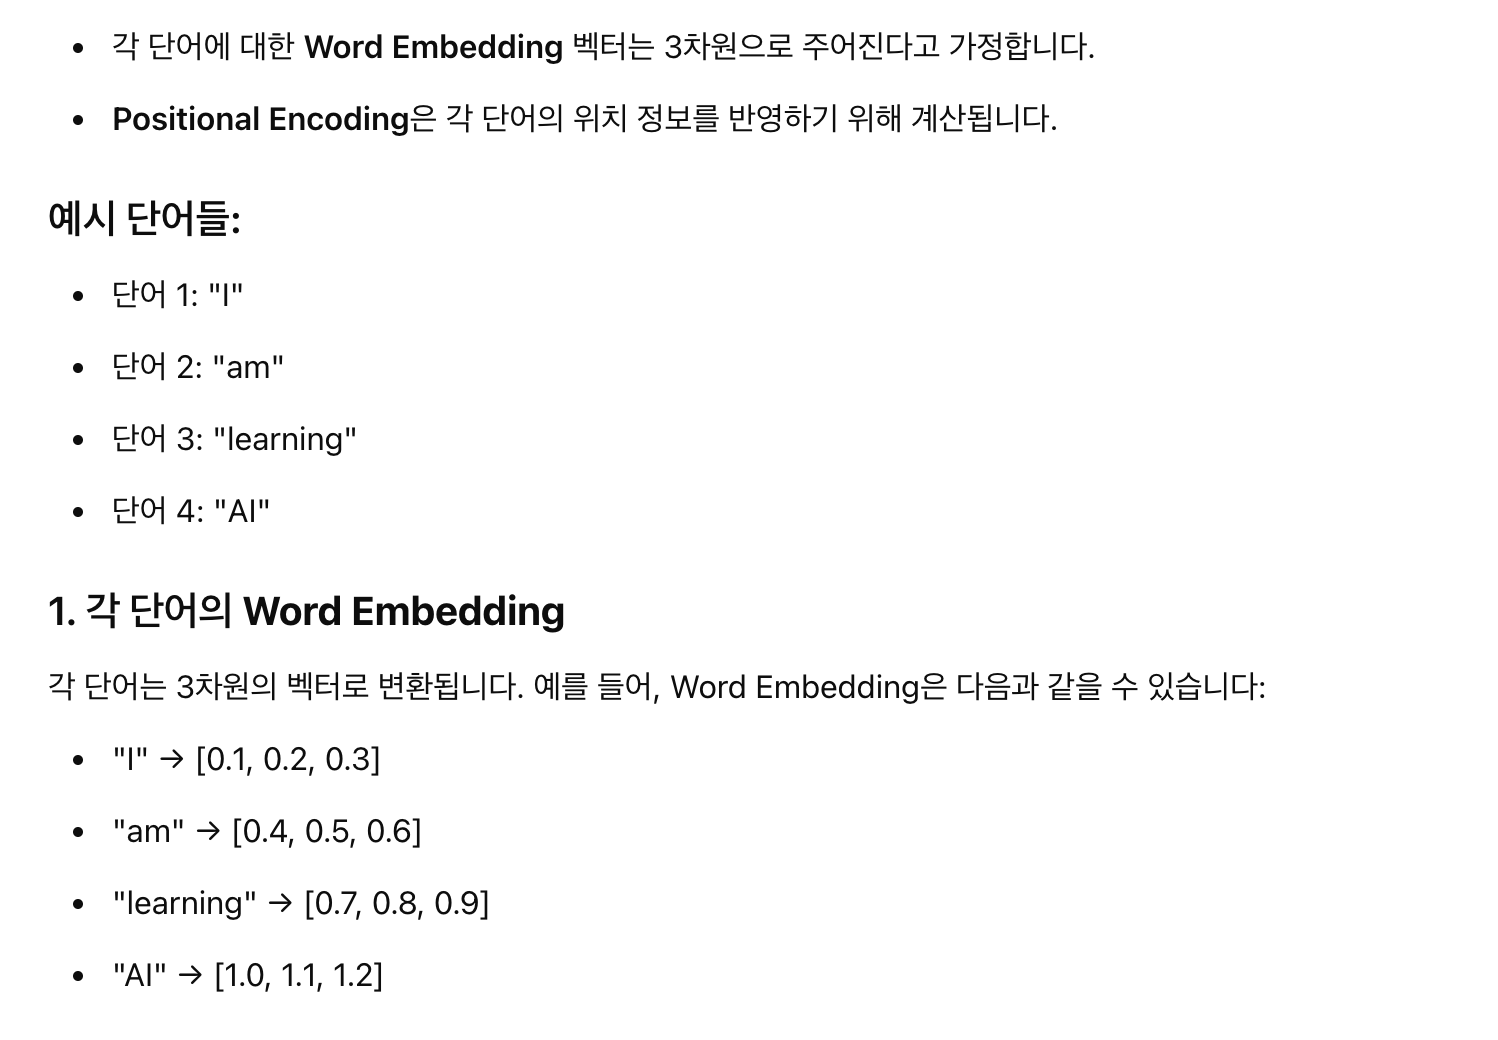 • 각 단어에 대한 Word Embedding 벡터는 3차원으로 주어진다고 가정합니다.
• Positional Encoding은 각 단어의 위치 정보를 반영하기 위해 계산됩니다.
예시 단어들:
• 단어 1: "I"
• 단어 2: "am"
• 단어 3: "learning"
• 단어 4: "AI"
1. 각 단어의 Word Embedding
각 단어는 3차원의 벡터로 변환됩니다. 예를 들어, Word Embedding은 다음과 같을 수 있습니다:
• "I" → [0.1, 0.2, 0.3]
• "am" → [0.4, 0.5, 0.6]
• "learning" → [0.7, 0.8, 0.9]
• "AI" → [1.0, 1.1, 1.2]